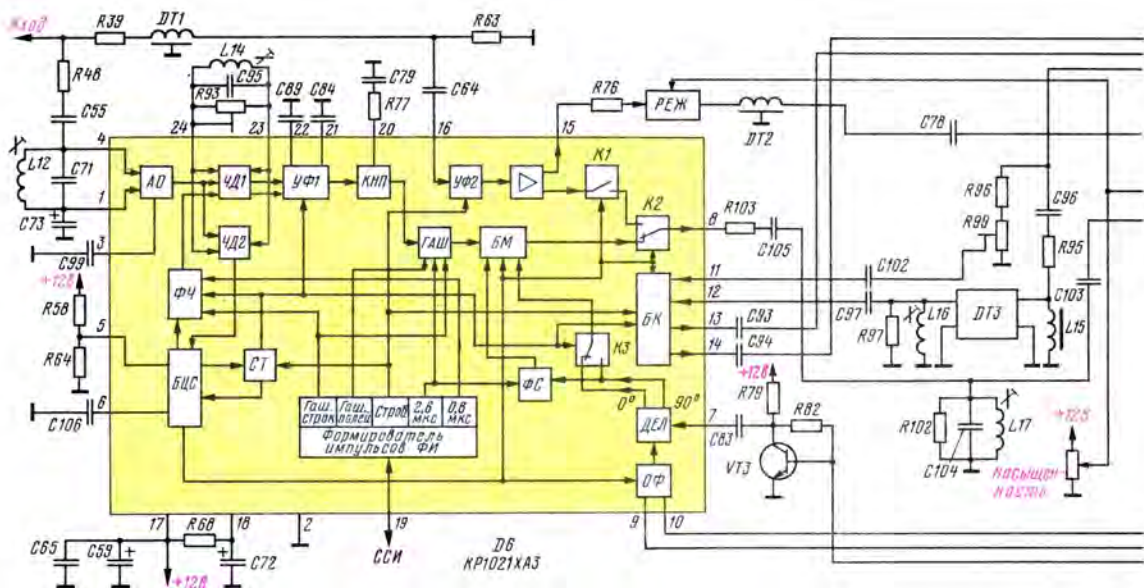 Вход
R39
DT1
R63
R48
L14
C95
C55
R93
C89
C84
C79
R77
C64
R76
РЕЖ
DT2
C78
24
23
22
21
20
16
15
4
L12
C71
1
C73
3
C99
+12В
R58
5
R64
6
C106
АО
ЧД1
УФ1
КНП
УФ2
К1
К2
8
R103
C105
ЧД2
ГАШ
БМ
ФЧ
БК
11
12
13
14
C102
C97
C93
C94
R96
R99
C96
R95
C103
DT3
L15
L16
R97
К3
СТ
БЦС
ФС
0°
90°
ДЕЛ
7
C83
+12В
R79
R82
VT3
R102
C104
L17
+12В
Насыщен-
ность
Гаш. строк
Гаш. полей
Строб
2,6 мкс
0,8 мкс
Формирователь
импульсов ФИ
ОФ
9
10
17
R68
18
2
19
ССИ
D6
КР1021ХА3
C65
C59
C72
+12В